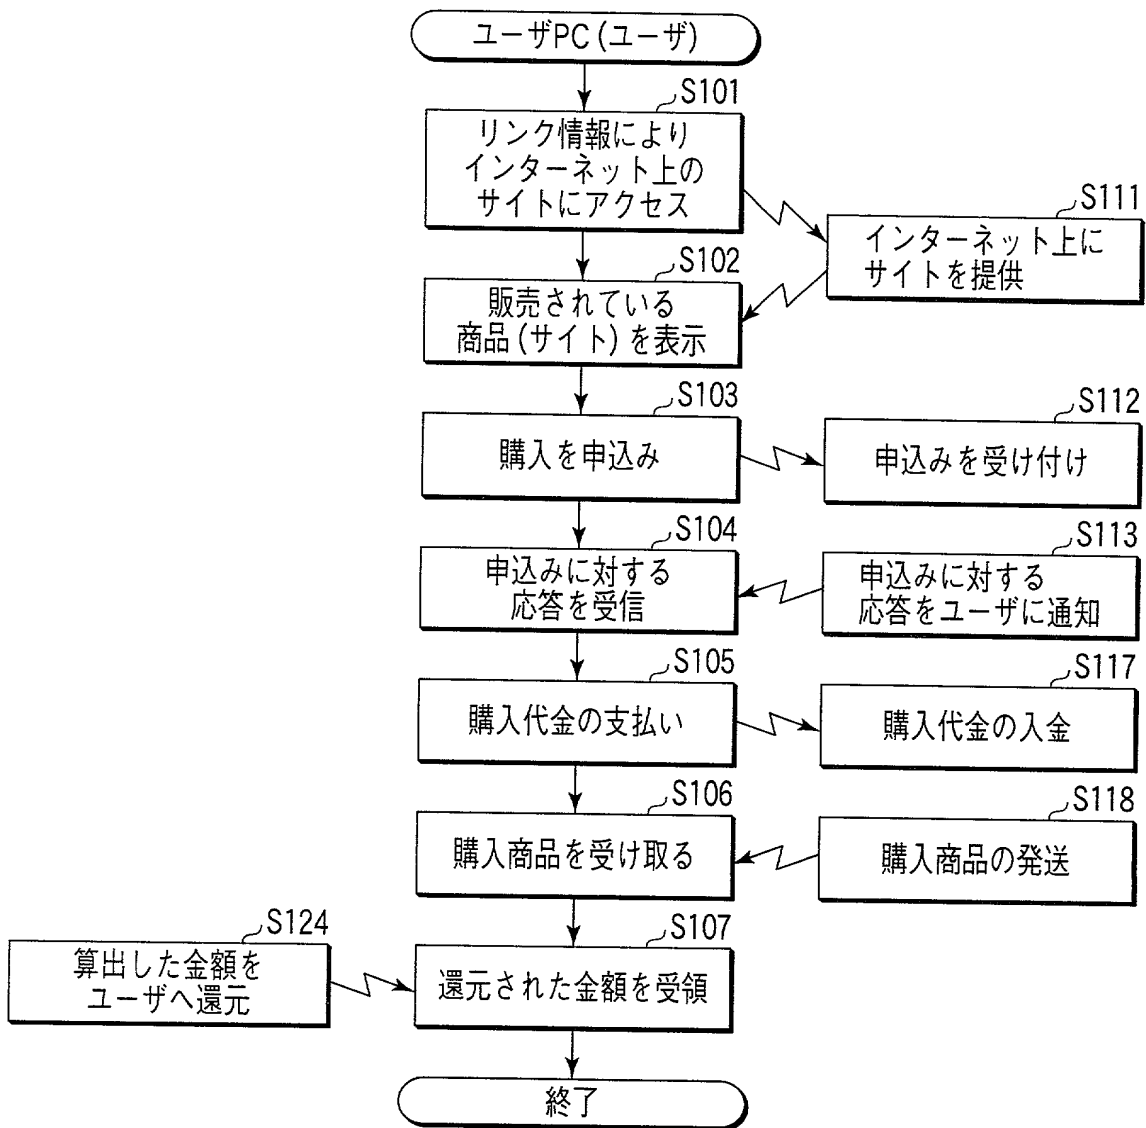 ユーザPC(ユーザ)
S101
リンク情報により
インターネット上の
サイトにアクセス
S111
インターネット上に
サイトを提供
S102
販売されている
商品(サイト)を表示
S103
購入を申込み
S112
申込みを受け付け
S104
申込みに対する
応答を受信
S113
申込みに対する
応答をユーザに通知
S105
購入代金の支払い
S117
購入代金の入金
S106
購入商品を受け取る
S118
購入商品の発送
S124
算出した金額を
ユーザへ還元
S107
還元された金額を受領
終了